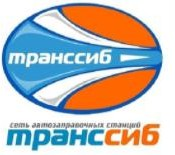 транссиб
сеть автозаправочных станций
транссиб